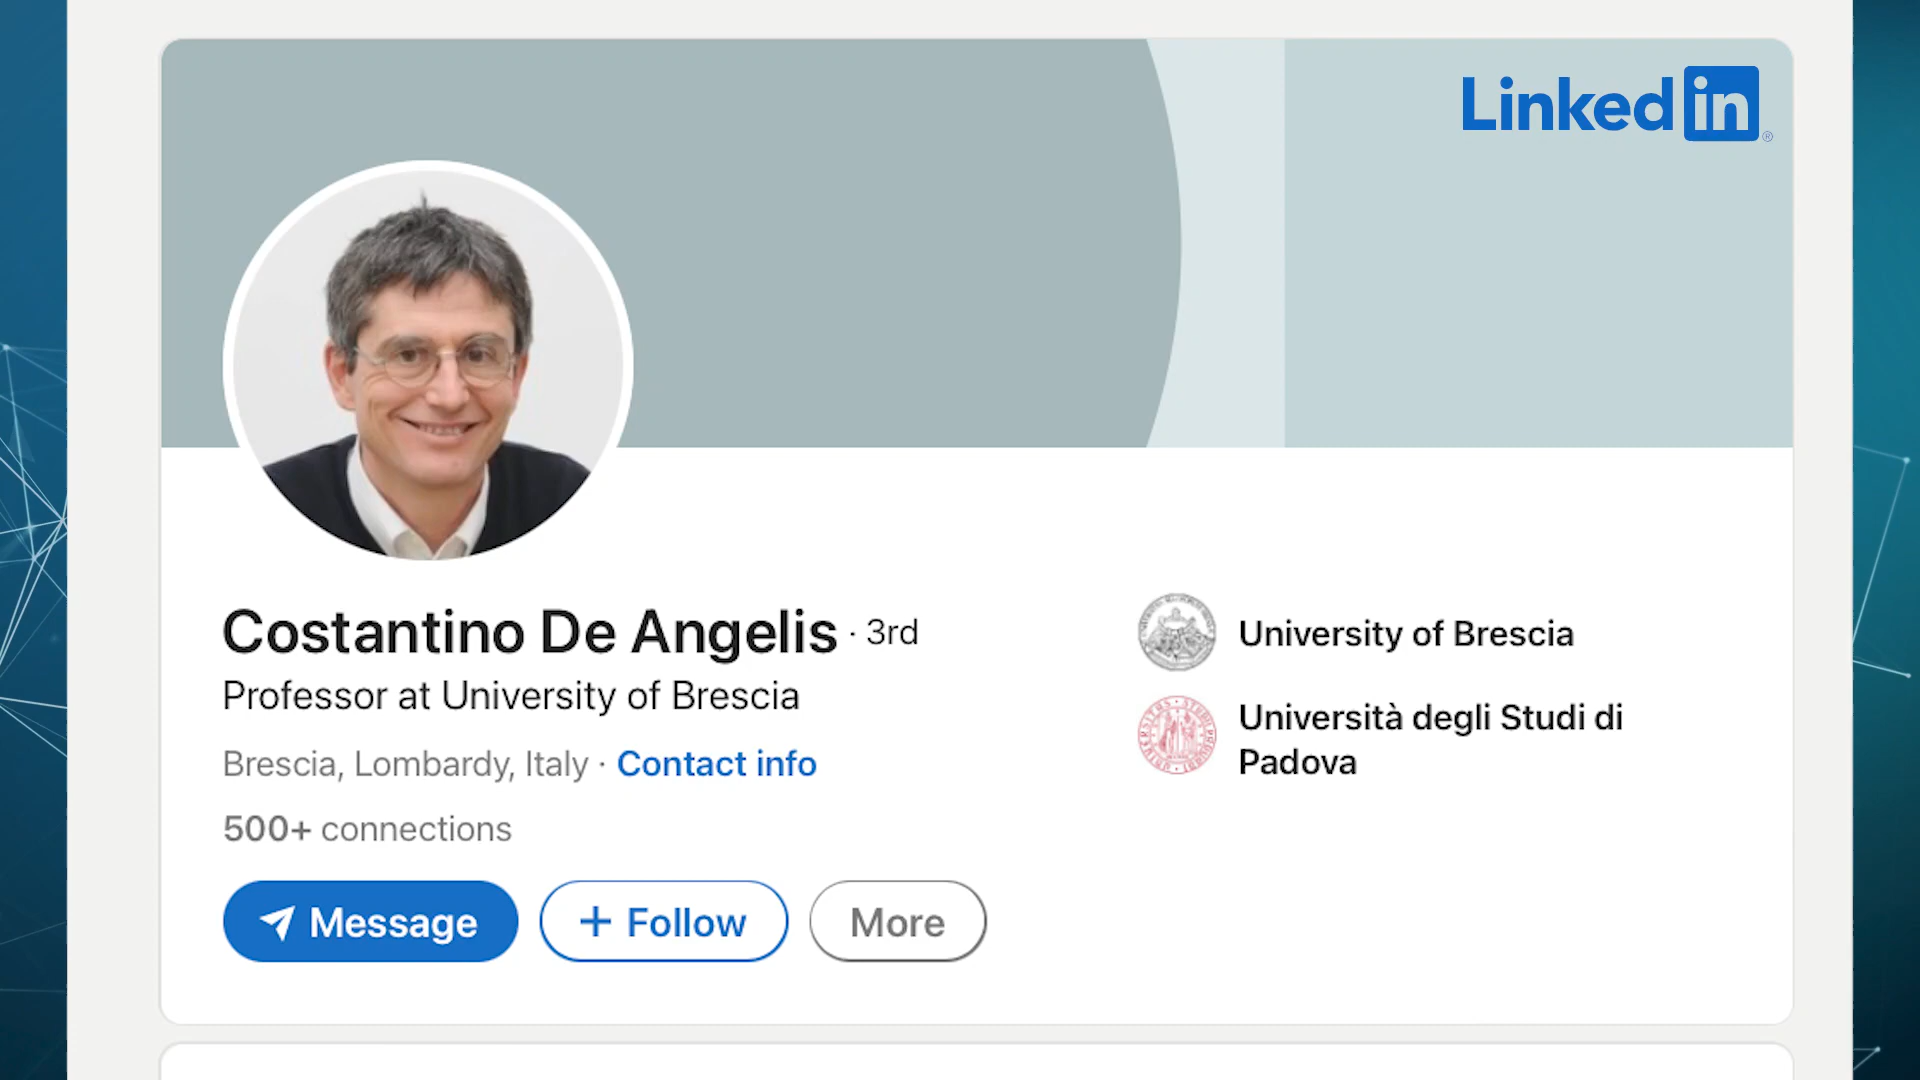 Linkedin
Costantino De Angelis · 3rd
Professor at University of Brescia
Brescia, Lombardy, Italy · Contact info
500+ connections
Message
+ Follow
More
University of Brescia
Università degli Studi di
Padova